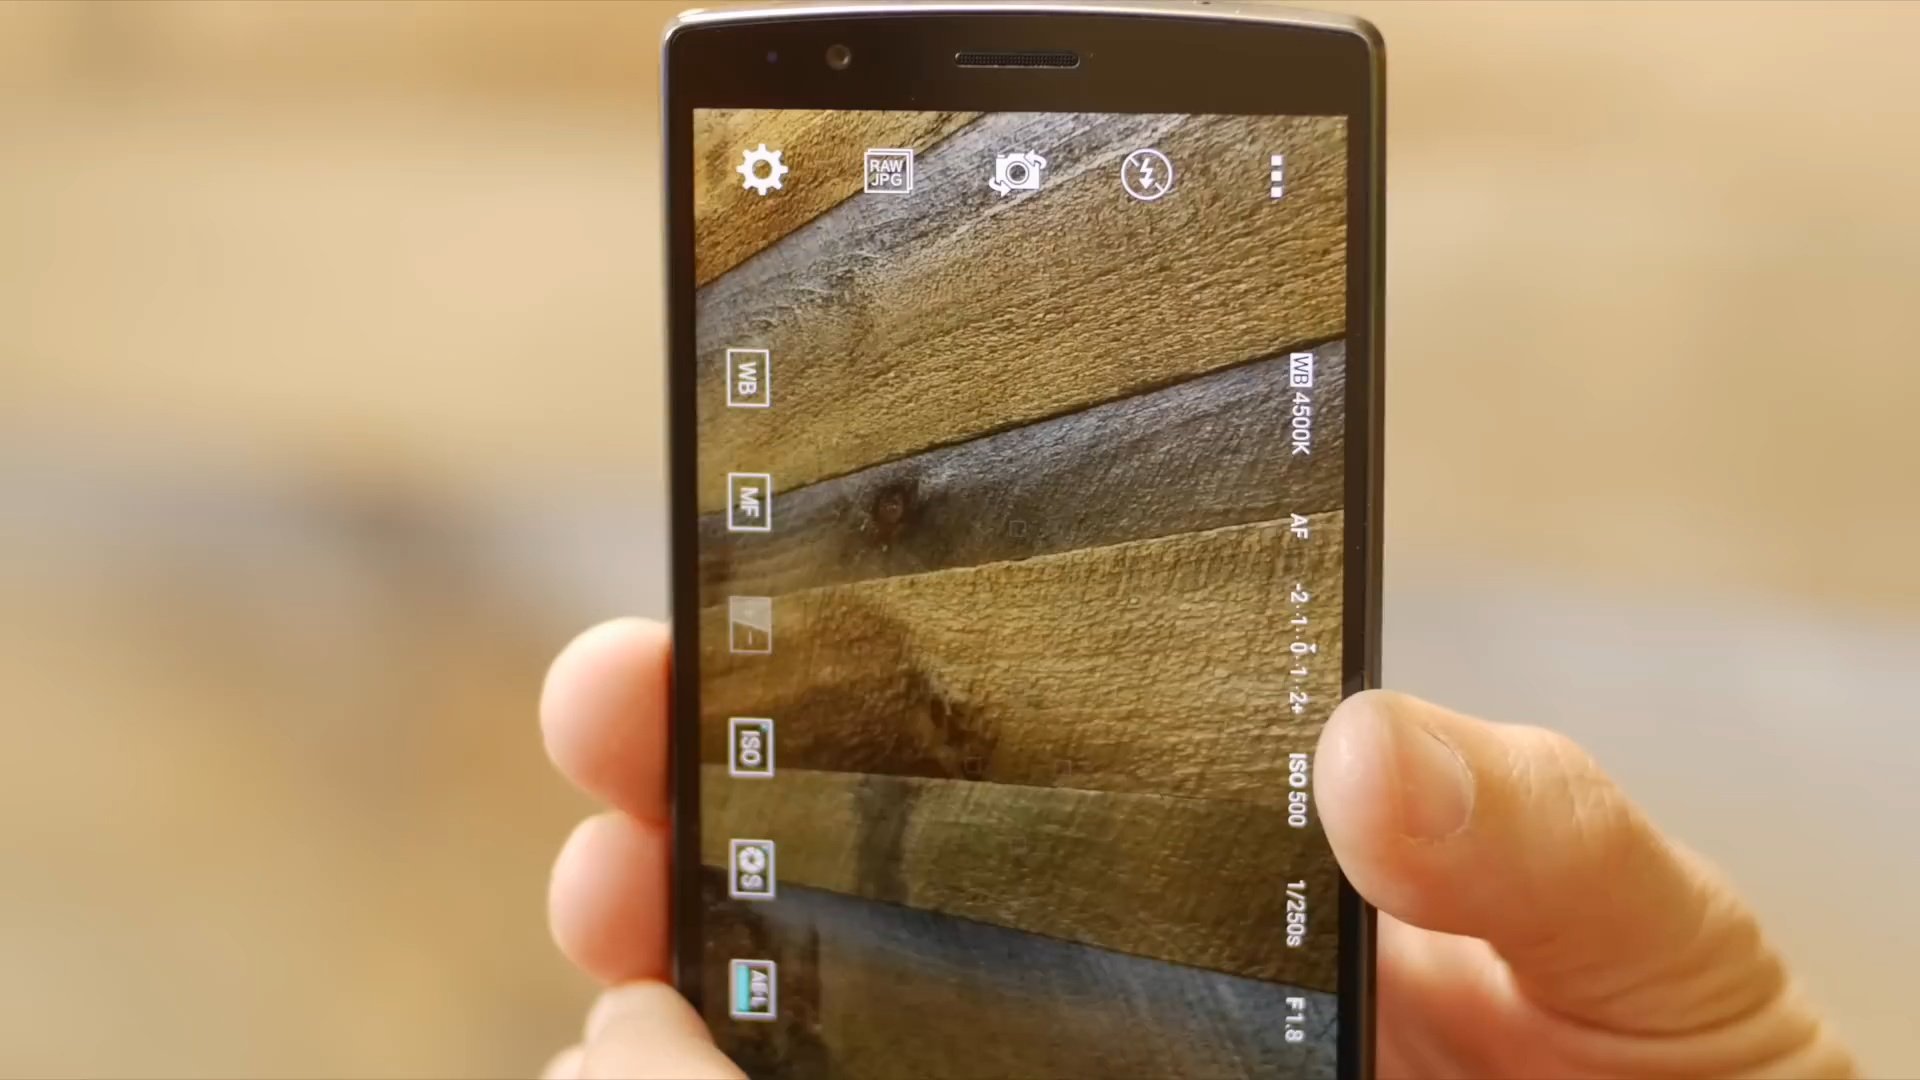 RAW
JPG
WB
MF
+/-
ISO
S
AE-L
WB 4500K
AF
-2··1··0··1··2+
ISO 500
1/250s
F1.8